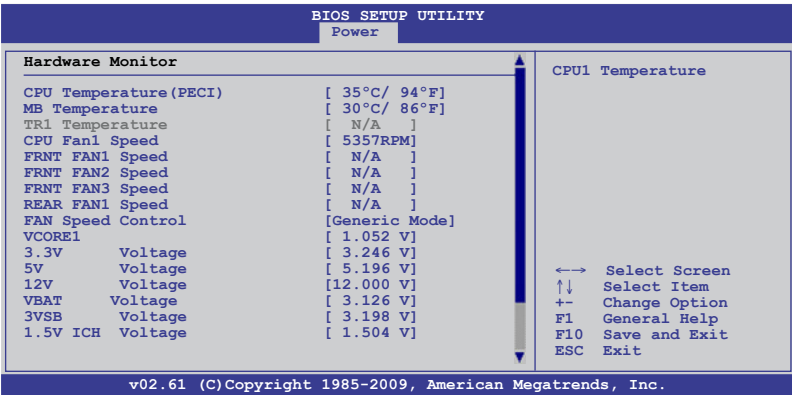 BIOS SETUP UTILITY
Power
Hardware Monitor
CPU Temperature(PECI) [ 35°C/ 94°F]
MB Temperature [ 30°C/ 86°F]
TR1 Temperature [ N/A ]
CPU Fan1 Speed [ 5357RPM]
FRNT FAN1 Speed [ N/A ]
FRNT FAN2 Speed [ N/A ]
FRNT FAN3 Speed [ N/A ]
REAR FAN1 Speed [ N/A ]
FAN Speed Control [Generic Mode]
VCORE1 [ 1.052 V]
3.3V Voltage [ 3.246 V]
5V Voltage [ 5.196 V]
12V Voltage [12.000 V]
VBAT Voltage [ 3.126 V]
3VSB Voltage [ 3.198 V]
1.5V ICH Voltage [ 1.504 V]
CPU1 Temperature
←→ Select Screen
↑↓ Select Item
+- Change Option
F1 General Help
F10 Save and Exit
ESC Exit
v02.61 (C)Copyright 1985-2009, American Megatrends, Inc.